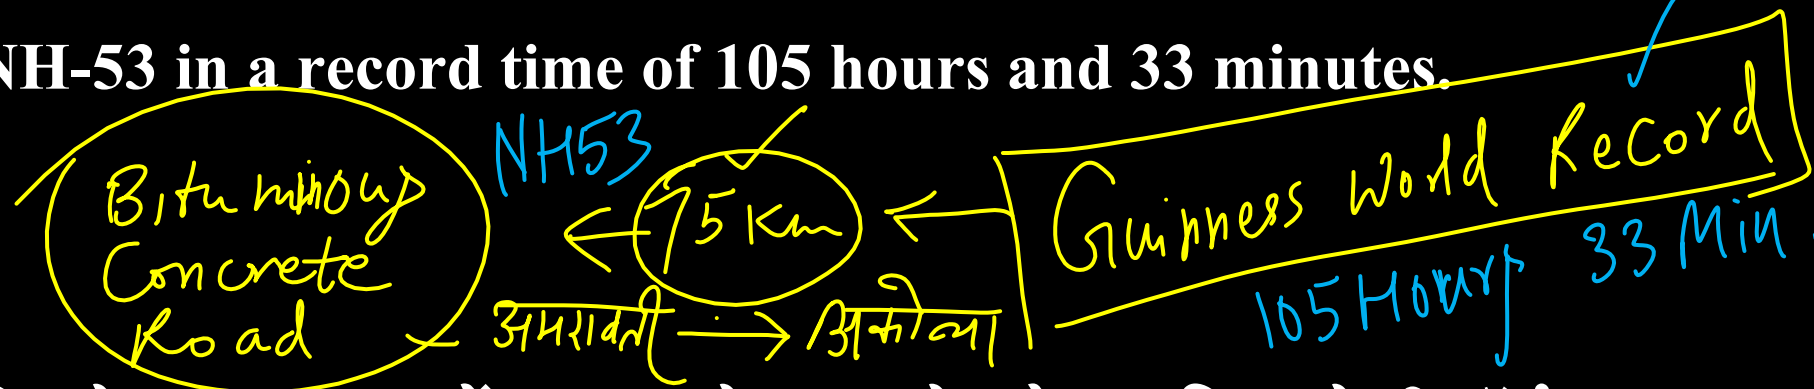 NH-53 in a record time of 105 hours and 33 minutes.
NH53
Bituminous Concrete Road
75 Km
Guinness World Record
105 Hours 33 Min
अमरावती → अकोला